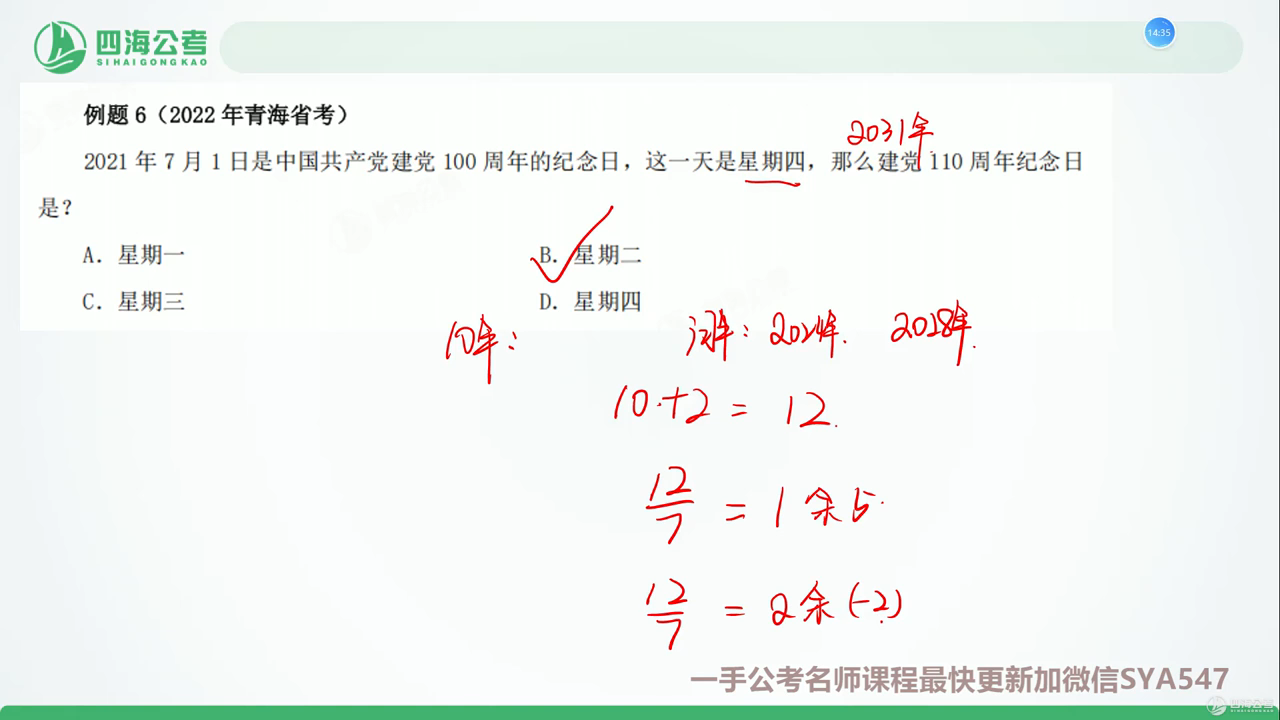 四海公考
SIHAIGONGKAO
14:35
例题 6（2022 年青海省考）
2031年
2021 年 7 月 1 日是中国共产党建党 100 周年的纪念日，这一天是星期四，那么建党 110 周年纪念日
是？
A. 星期一
B. 星期二
C. 星期三
D. 星期四
10年： 闰年：2024年. 2028年.
10+2 = 12.
12/7 = 1 余 5
12/7 = 2 余 (-2)
一手公考名师课程最快更新加微信SYA547
四海公考